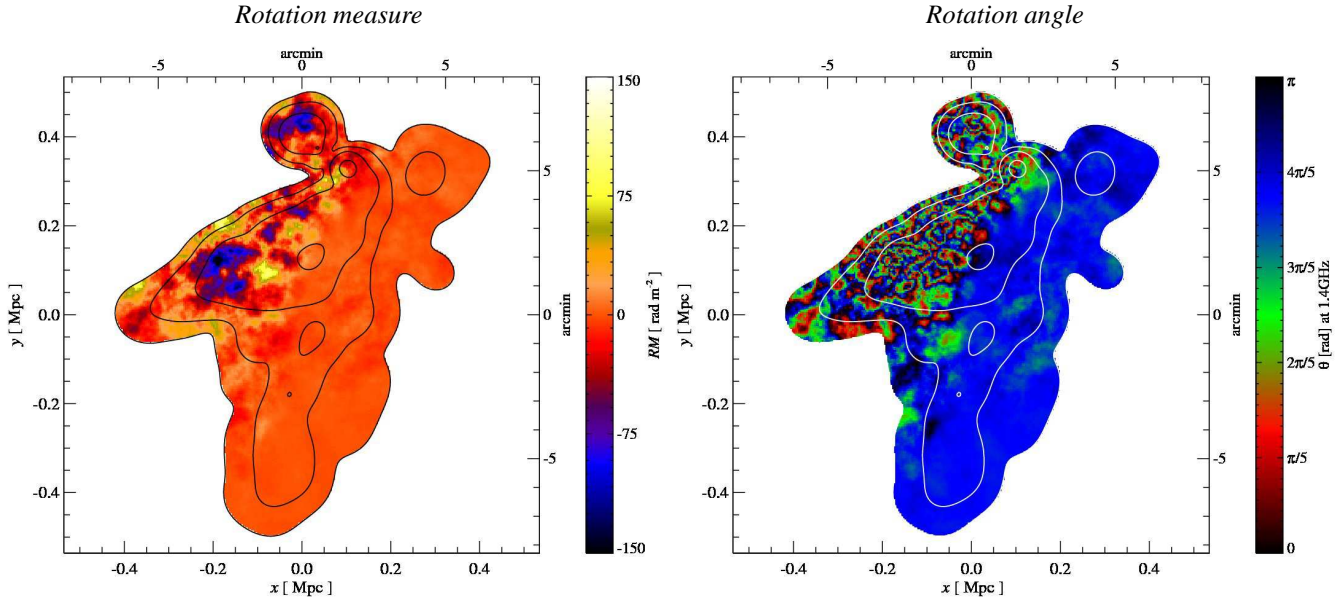 Rotation measure
Rotation angle
arcmin
-5 0 5
150
75
0
-75
-150
RM [ rad m⁻² ]
0.4
0.2
0.0
-0.2
-0.4
y [ Mpc ]
5
0
-5
arcmin
-0.4 -0.2 0.0 0.2 0.4
x [ Mpc ]
arcmin
-5 0 5
π
4π/5
3π/5
2π/5
π/5
0
θ [rad] at 1.4GHz
0.4
0.2
0.0
-0.2
-0.4
y [ Mpc ]
5
0
-5
arcmin
-0.4 -0.2 0.0 0.2 0.4
x [ Mpc ]